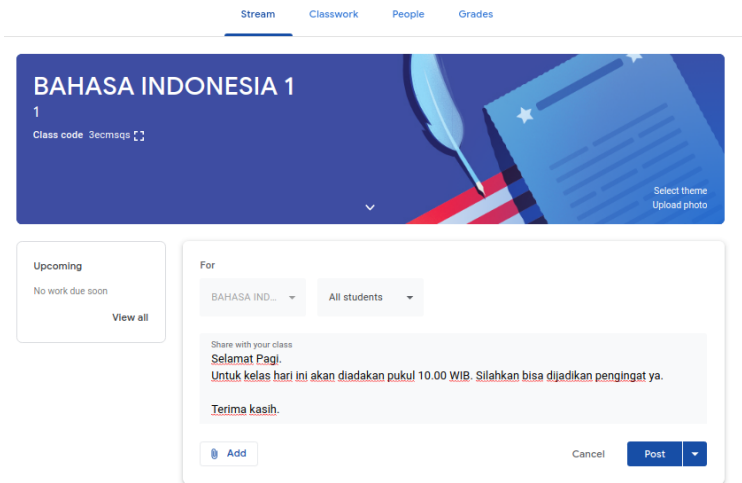 Stream Classwork People Grades
BAHASA INDONESIA 1
1
Class code 3ecmsqs
Select theme
Upload photo
Upcoming
No work due soon
View all
For
BAHASA IND... All students
Share with your class
Selamat Pagi.
Untuk kelas hari ini akan diadakan pukul 10.00 WIB. Silahkan bisa dijadikan pengingat ya.
Terima kasih.
Add
Cancel Post